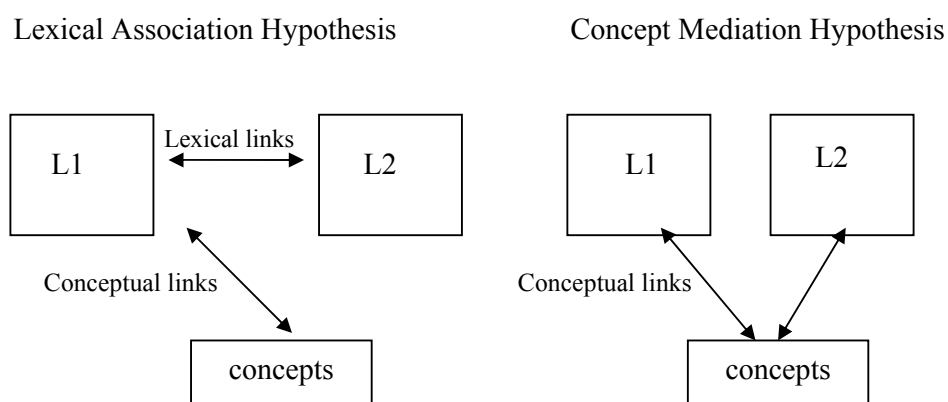 Lexical Association Hypothesis
Concept Mediation Hypothesis
L1
Lexical links
L2
Conceptual links
concepts
L1
L2
Conceptual links
concepts